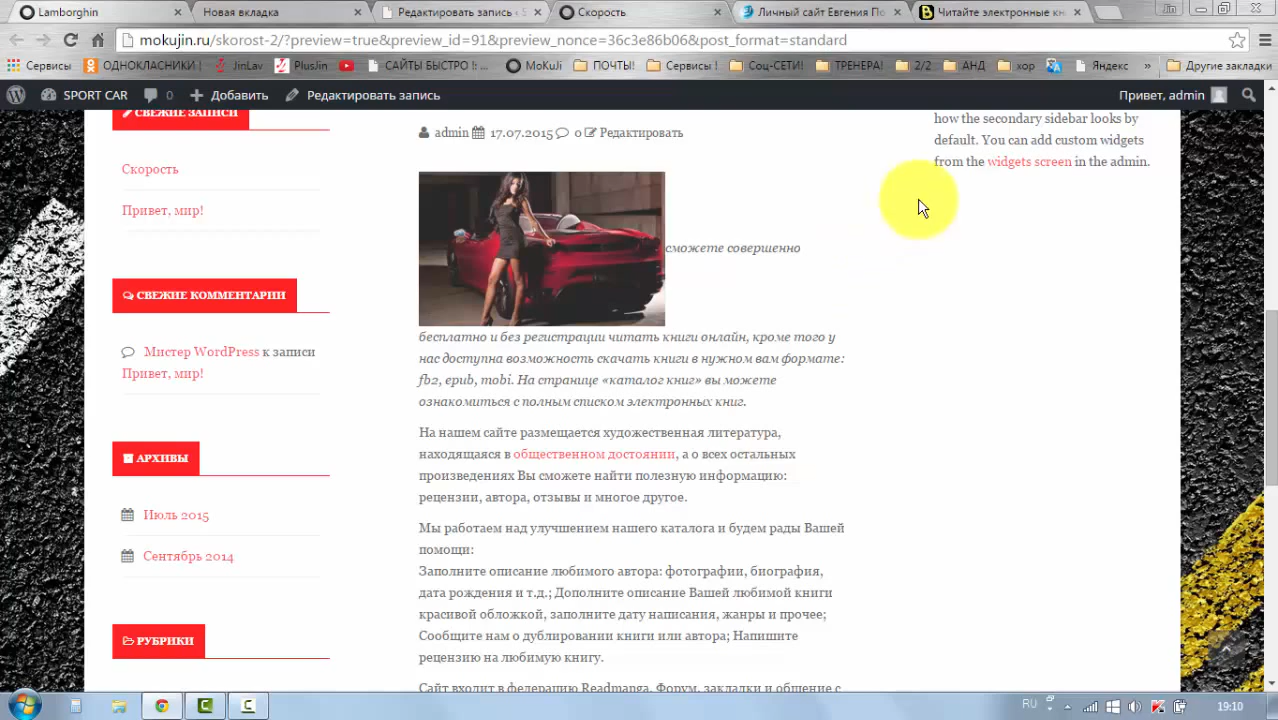 Lamborghin
Новая вкладка
Редактировать запись ‹ S
Скорость
Личный сайт Евгения По
Читайте электронные кн
mokujin.ru/skorost-2/?preview=true&preview_id=91&preview_nonce=36c3e86b06&post_format=standard
Сервисы ОДНОКЛАСНИКИ ! JinLav PlusJin САЙТЫ БЫСТРО !: ... MoKuJi ПОЧТЫ! Сервисы ! Соц-СЕТИ! ТРЕНЕРА! 2/2 АНД хор Яндекс » Другие закладки
SPORT CAR 0 Добавить Редактировать запись Привет, admin
СВЕЖИЕ ЗАПИСИ
Скорость
Привет, мир!
СВЕЖИЕ КОММЕНТАРИИ
Мистер WordPress к записи
Привет, мир!
АРХИВЫ
Июль 2015
Сентябрь 2014
РУБРИКИ
admin 17.07.2015 0 Редактировать
сможете совершенно
бесплатно и без регистрации читать книги онлайн, кроме того у
нас доступна возможность скачать книги в нужном вам формате:
fb2, epub, mobi. На странице «каталог книг» вы можете
ознакомиться с полным списком электронных книг.
На нашем сайте размещается художественная литература,
находящаяся в общественном достоянии, а о всех остальных
произведениях Вы сможете найти полезную информацию:
рецензии, автора, отзывы и многое другое.
Мы работаем над улучшением нашего каталога и будем рады Вашей
помощи:
Заполните описание любимого автора: фотографии, биография,
дата рождения и т.д.; Дополните описание Вашей любимой книги
красивой обложкой, заполните дату написания, жанры и прочее;
Сообщите нам о дублировании книги или автора; Напишите
рецензию на любимую книгу.
Сайт входит в федерацию Readmanga. Форум, закладки и общение с
how the secondary sidebar looks by
default. You can add custom widgets
from the widgets screen in the admin.
RU
19:10